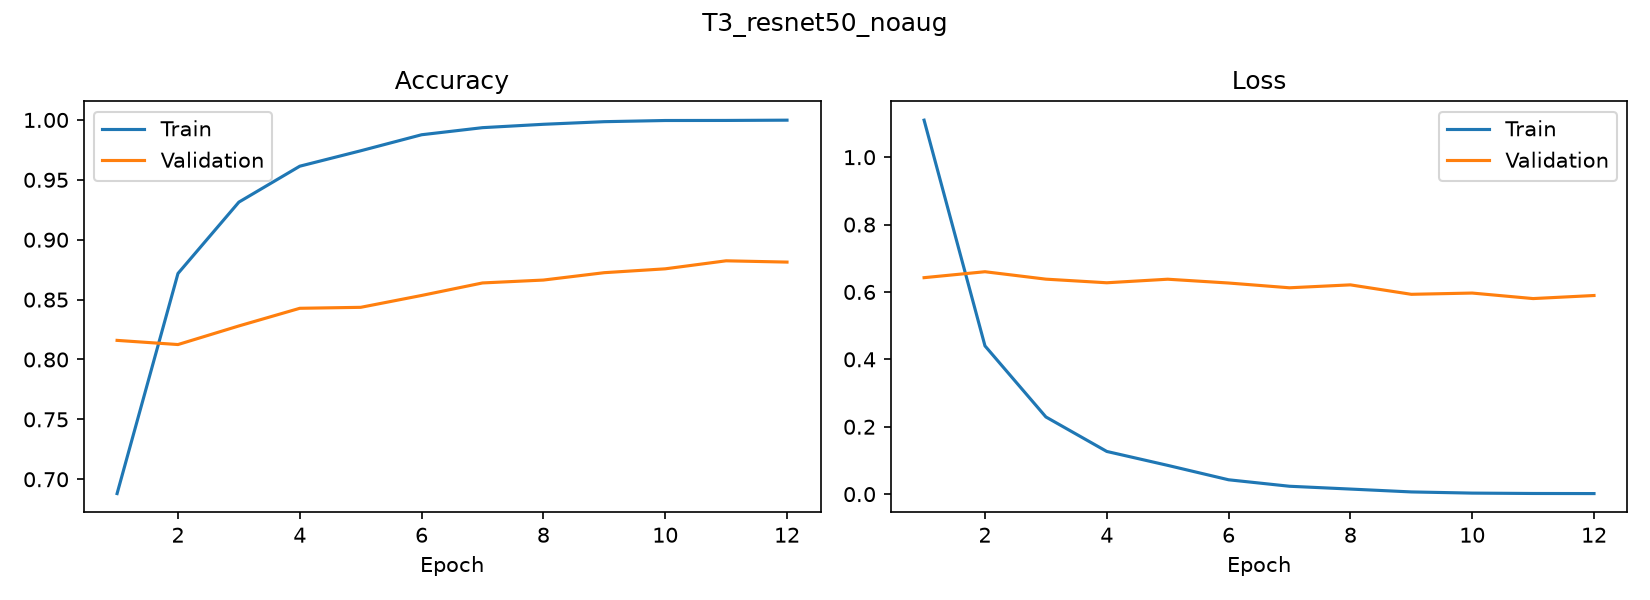 T3_resnet50_noaug
Accuracy
Train
Validation
1.00
0.95
0.90
0.85
0.80
0.75
0.70
2 4 6 8 10 12
Epoch
Loss
Train
Validation
1.0
0.8
0.6
0.4
0.2
0.0
2 4 6 8 10 12
Epoch